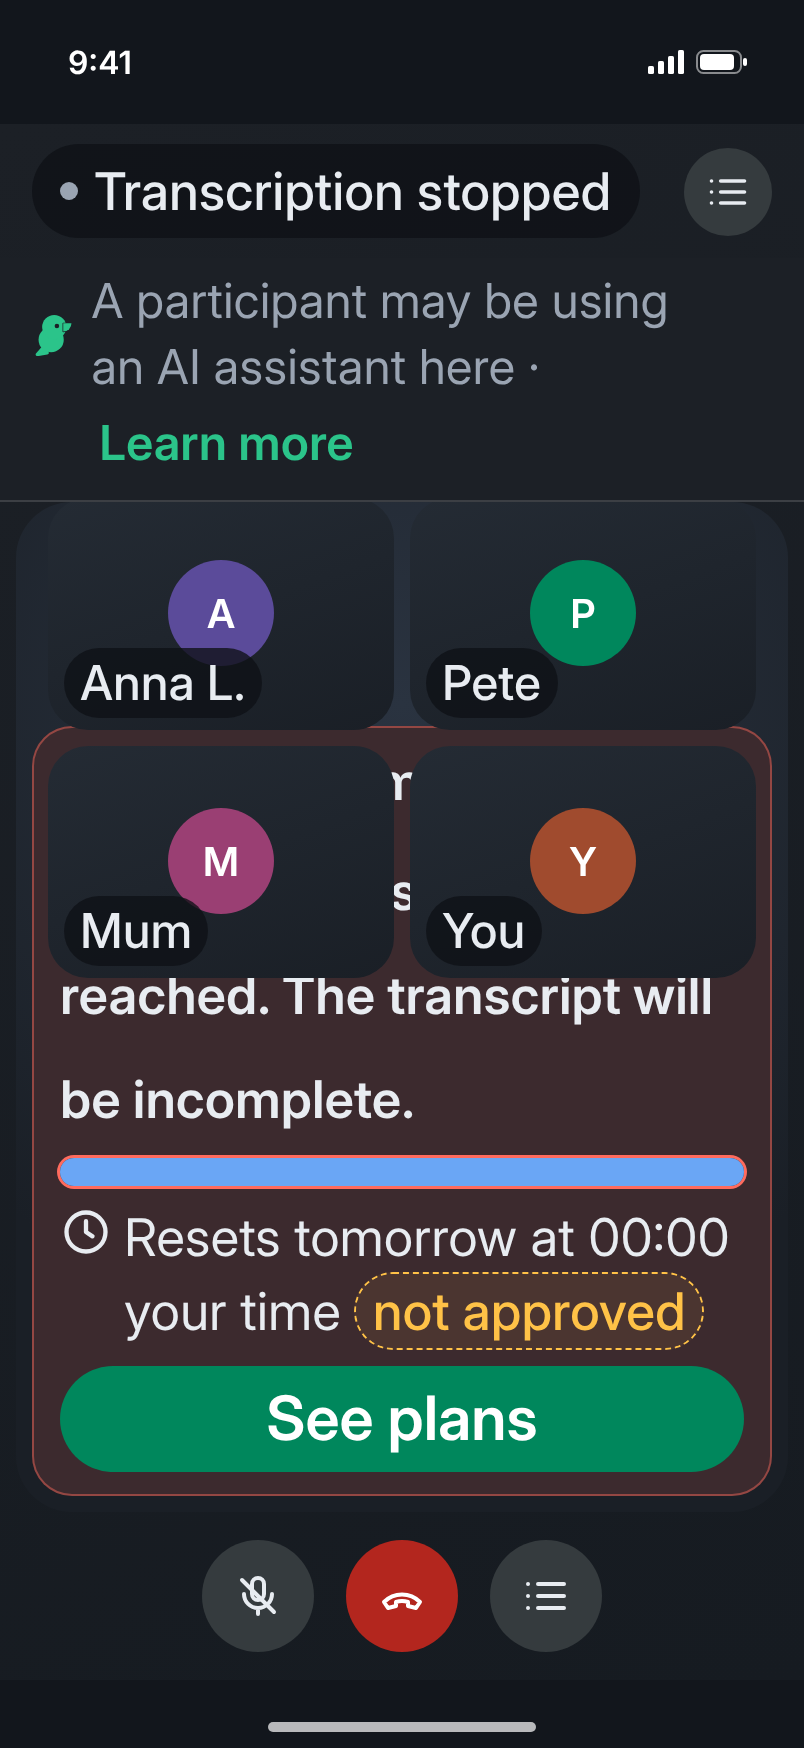 9:41
Transcription stopped
A participant may be using
an AI assistant here ·
Learn more
A
P
Anna L.
Pete
M
Y
Mum
You
reached. The transcript will
be incomplete.
Resets tomorrow at 00:00
your time not approved
See plans